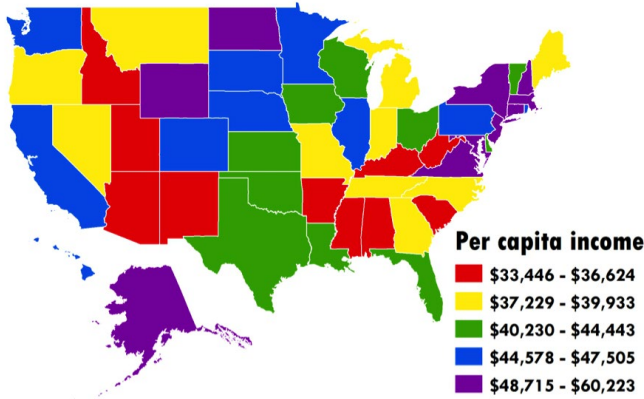 Per capita income
$33,446 - $36,624
$37,229 - $39,933
$40,230 - $44,443
$44,578 - $47,505
$48,715 - $60,223